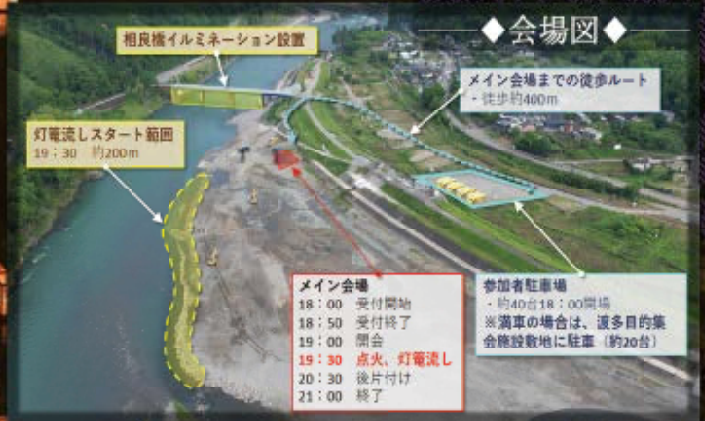 ◆会場図◆
相良橋イルミネーション設置
メイン会場までの徒歩ルート
・徒歩約400m
灯篭流しスタート範囲
19：30 約200m
メイン会場
18：00 受付開始
18：50 受付終了
19：00 開会
19：30 点火、灯篭流し
20：30 後片付け
21：00 終了
参加者駐車場
・約40台18：00開場
※満車の場合は、渡多目的集
会施設敷地に駐車（約20台）